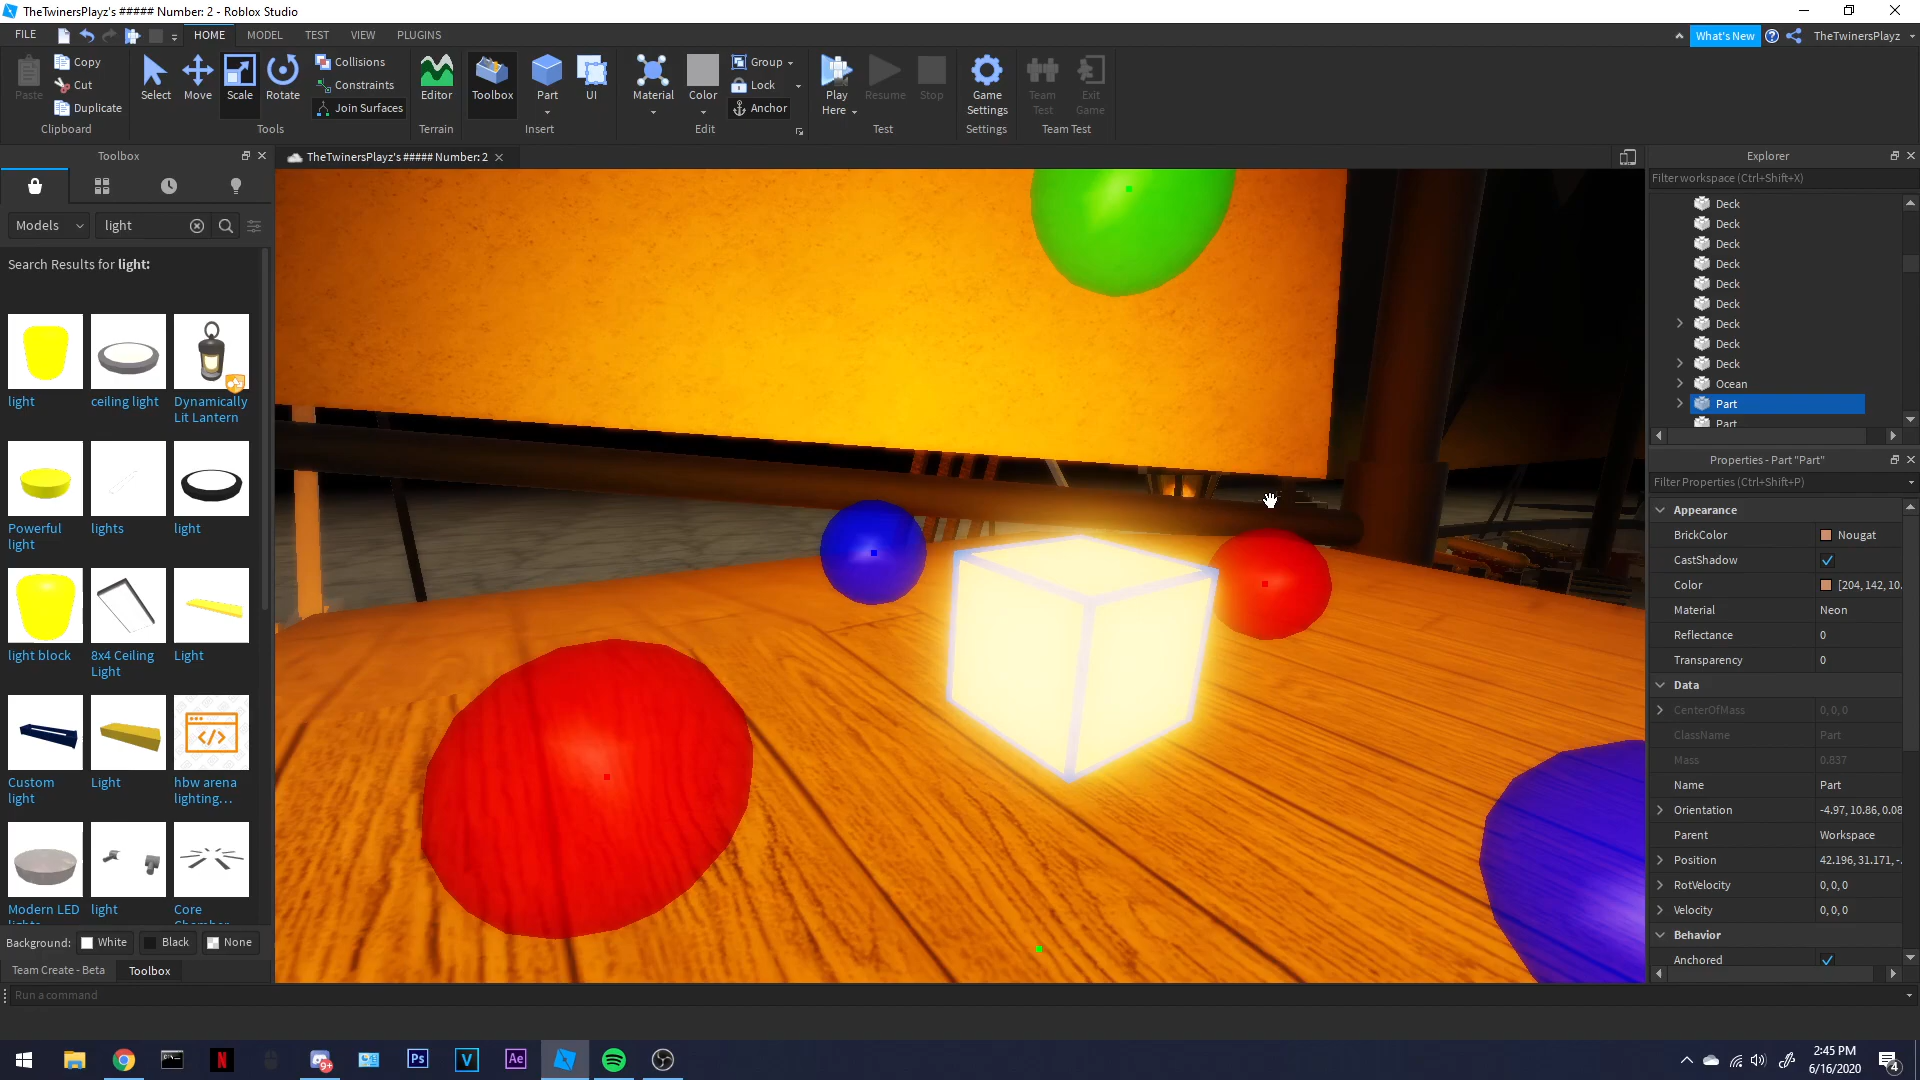 TheTwinersPlayz's ##### Number: 2 - Roblox Studio
FILE HOME MODEL TEST VIEW PLUGINS What's New TheTwinersPlayz
Paste Copy Cut Duplicate
Clipboard
Select Move Scale Rotate
Collisions
Constraints
Join Surfaces
Tools
Editor
Terrain
Toolbox Part UI
Insert
Material Color
Group
Lock
Anchor
Edit
Play Here Resume Stop
Test
Game Settings
Settings
Team Test Exit Game
Team Test
Toolbox
TheTwinersPlayz's ##### Number: 2
Models light
Search Results for light:
light
ceiling light
Dynamically Lit Lantern
Powerful light
lights
light
light block
8x4 Ceiling Light
Light
Custom light
Light
hbw arena lighting...
Modern LED
light
Core
Background: White Black None
Team Create - Beta Toolbox
Run a command
Explorer
Filter workspace (Ctrl+Shift+X)
Deck
Deck
Deck
Deck
Deck
Deck
Deck
Deck
Deck
Ocean
Part
Part
Properties - Part "Part"
Filter Properties (Ctrl+Shift+P)
Appearance
BrickColor Nougat
CastShadow
Color [204, 142, 10.
Material Neon
Reflectance 0
Transparency 0
Data
CenterOfMass 0, 0, 0
ClassName Part
Mass 0.837
Name Part
Orientation -4.97, 10.86, 0.08
Parent Workspace
Position 42.196, 31.171, -.
RotVelocity 0, 0, 0
Velocity 0, 0, 0
Behavior
Anchored
9+ Ps V Ae
2:45 PM
6/16/2020
4